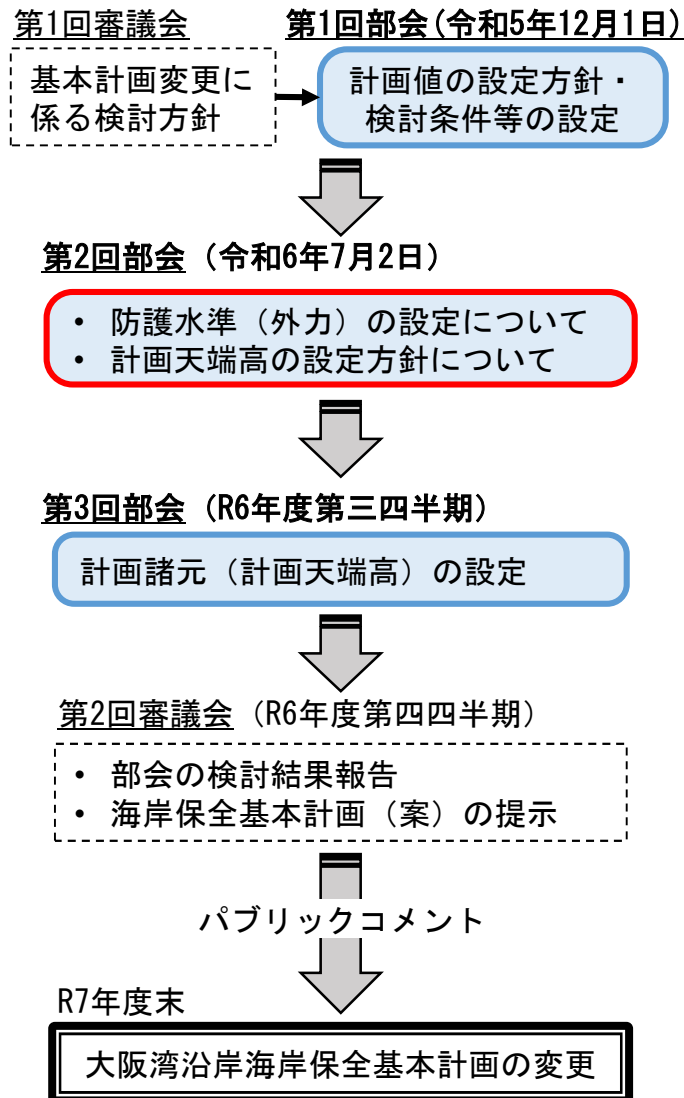 第1回審議会
第1回部会(令和5年12月1日)
基本計画変更に
係る検討方針
計画値の設定方針・
検討条件等の設定
第2回部会（令和6年7月2日）
• 防護水準（外力）の設定について
• 計画天端高の設定方針について
第3回部会（R6年度第三四半期）
計画諸元（計画天端高）の設定
第2回審議会（R6年度第四四半期）
• 部会の検討結果報告
• 海岸保全基本計画（案）の提示
パブリックコメント
R7年度末
大阪湾沿岸海岸保全基本計画の変更